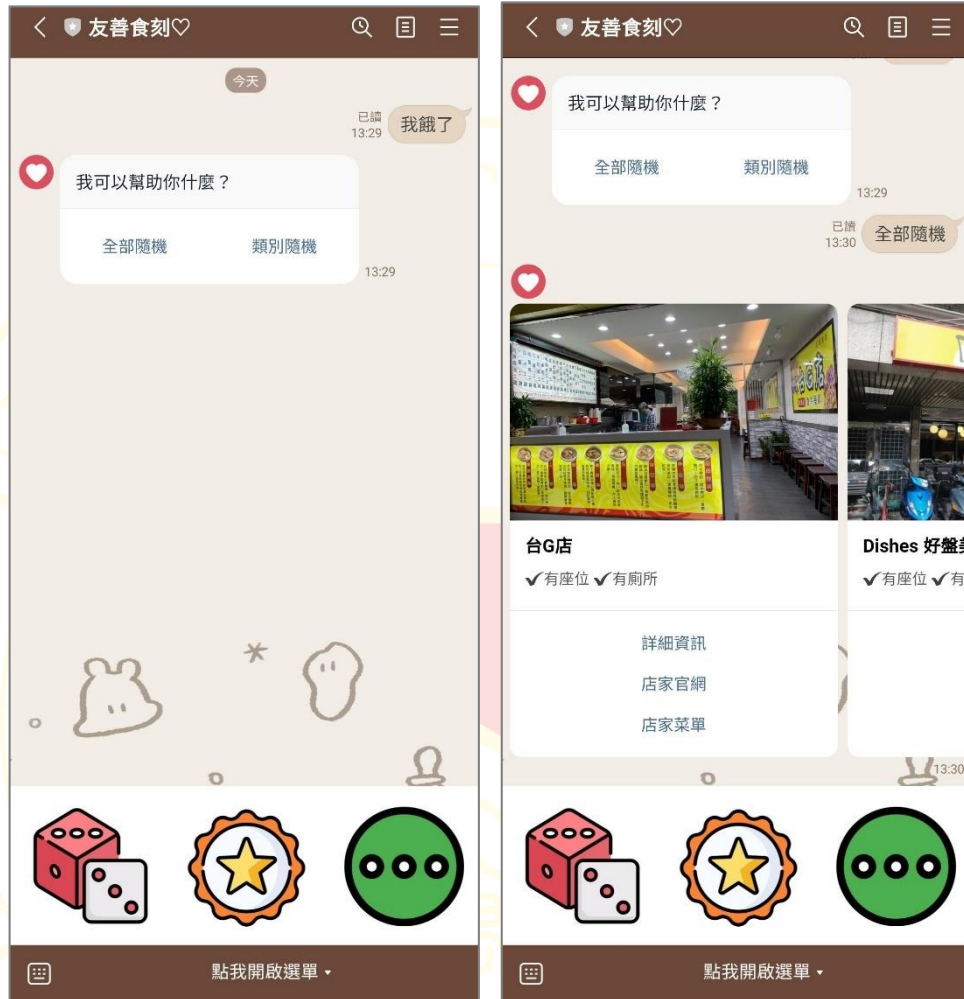 友善食刻♡
今天
已讀
13:29
我餓了
我可以幫助你什麼？
全部隨機 類別隨機
13:29
點我開啟選單
友善食刻♡
我可以幫助你什麼？
全部隨機 類別隨機
13:29
已讀
13:30
全部隨機
台G店
台G店
✓有座位 ✓有廁所
詳細資訊
店家官網
店家菜單
Dishes 好盤
✓有座位 ✓有
13:30
點我開啟選單